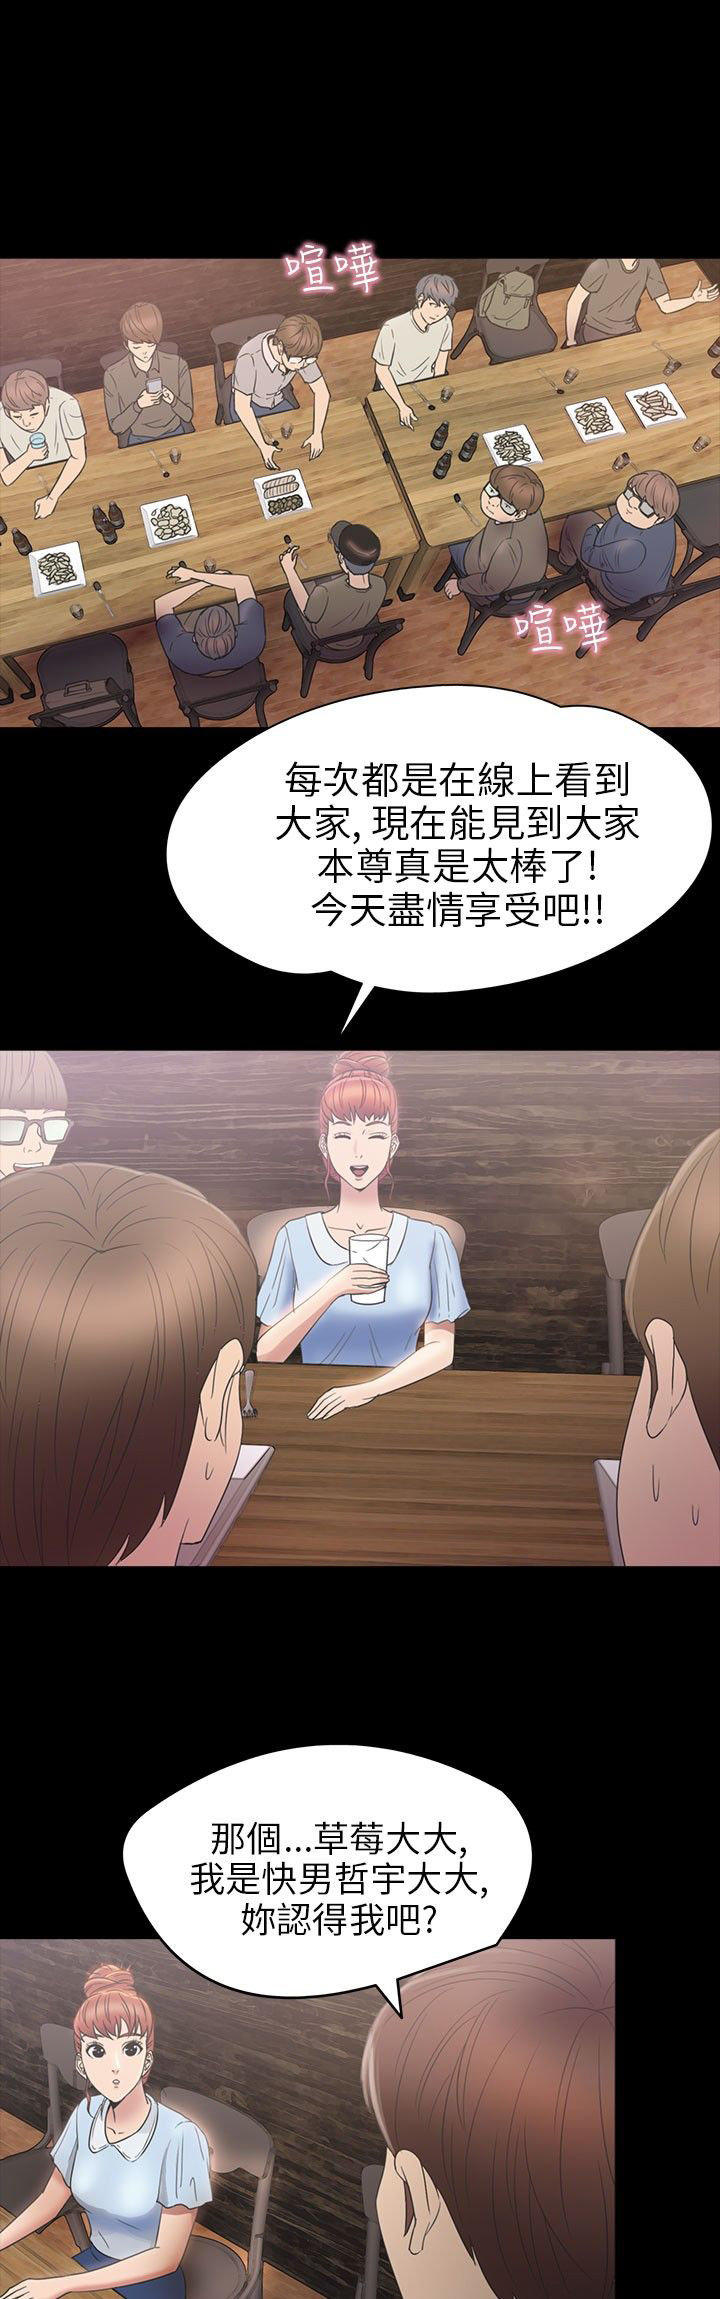 喧嘩
喧嘩
每次都是在線上看到
大家, 現在能見到大家
本尊真是太棒了!
今天盡情享受吧!!
那個...草莓大大,
我是快男哲宇大大,
妳認得我吧?